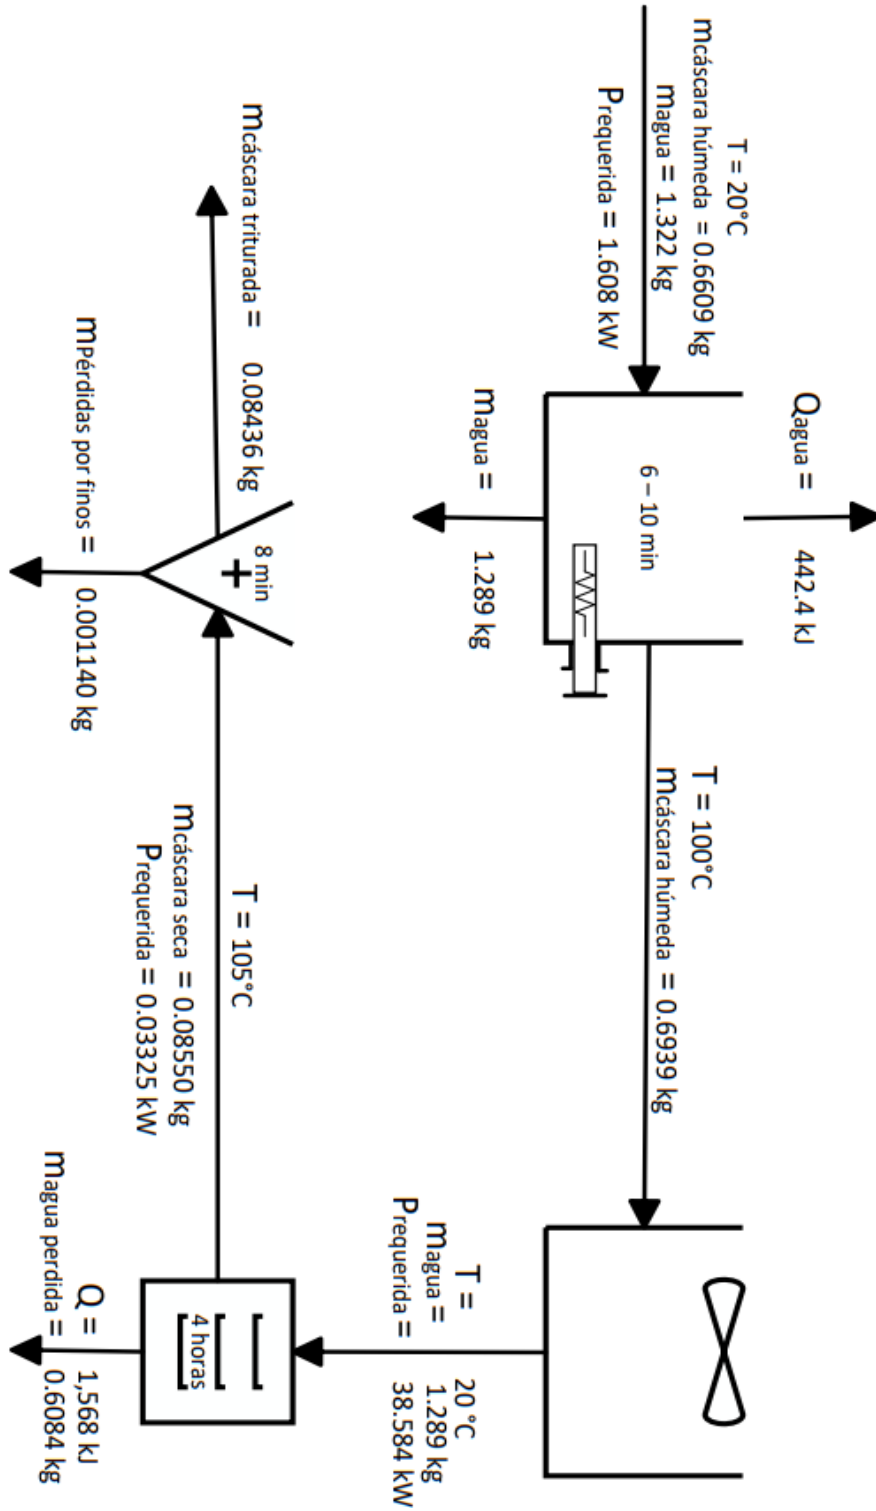 T = 20°C
mcáscara húmeda = 0.6609 kg
magua = 1.322 kg
Prequerida = 1.608 kW
Qagua = 442.4 kJ
6 – 10 min
magua = 1.289 kg
T = 100°C
mcáscara húmeda = 0.6939 kg
T = 20 °C
magua = 1.289 kg
Prequerida = 38.584 kW
4 horas
Q = 1,568 kJ
magua perdida = 0.6084 kg
T = 105°C
mcáscara seca = 0.08550 kg
Prequerida = 0.03325 kW
8 min
mcáscara triturada = 0.08436 kg
mPérdidas por finos = 0.001140 kg